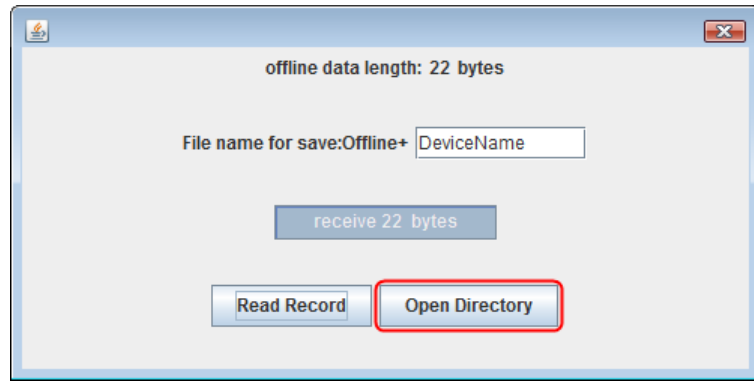 offline data length: 22 bytes
File name for save:Offline+ DeviceName
receive 22 bytes
Read Record Open Directory